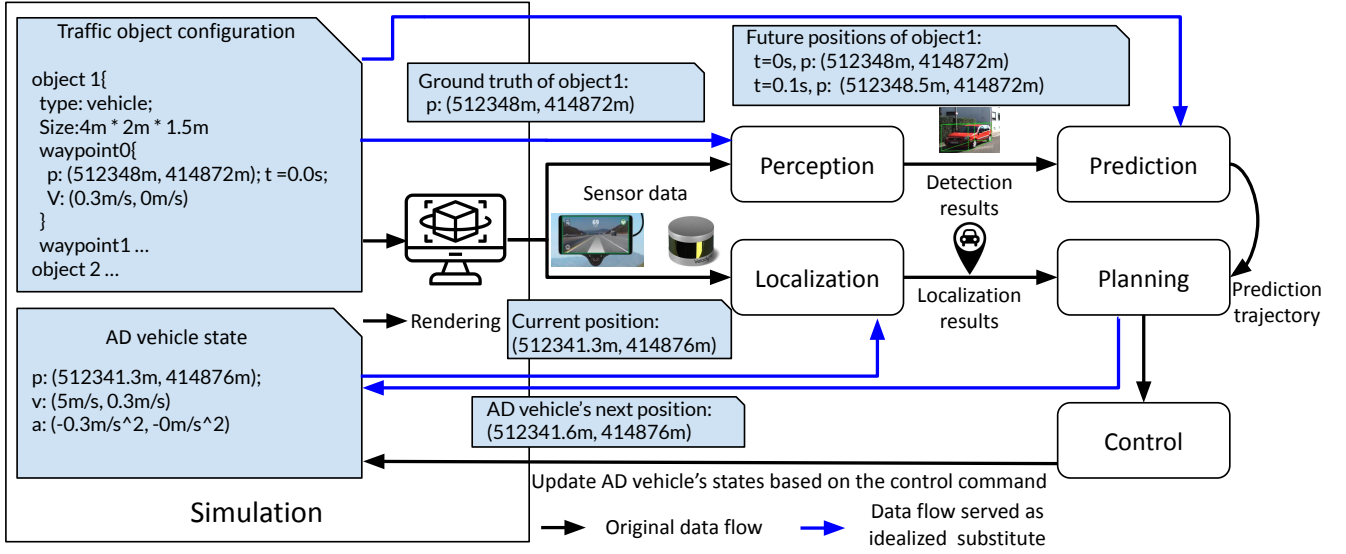 Traffic object configuration
object 1{
type: vehicle;
Size:4m * 2m * 1.5m
waypoint0{
p: (512348m, 414872m); t =0.0s;
V: (0.3m/s, 0m/s)
}
waypoint1 ...
object 2 ...
Ground truth of object1:
p: (512348m, 414872m)
Future positions of object1:
t=0s, p: (512348m, 414872m)
t=0.1s, p: (512348.5m, 414872m)
Perception
Prediction
Sensor data
Detection
results
Localization
Planning
Localization
results
Prediction
trajectory
Rendering
Current position:
(512341.3m, 414876m)
AD vehicle state
p: (512341.3m, 414876m);
v: (5m/s, 0.3m/s)
a: (-0.3m/s^2, -0m/s^2)
AD vehicle's next position:
(512341.6m, 414876m)
Control
Update AD vehicle's states based on the control command
Simulation
Original data flow
Data flow served as
idealized substitute